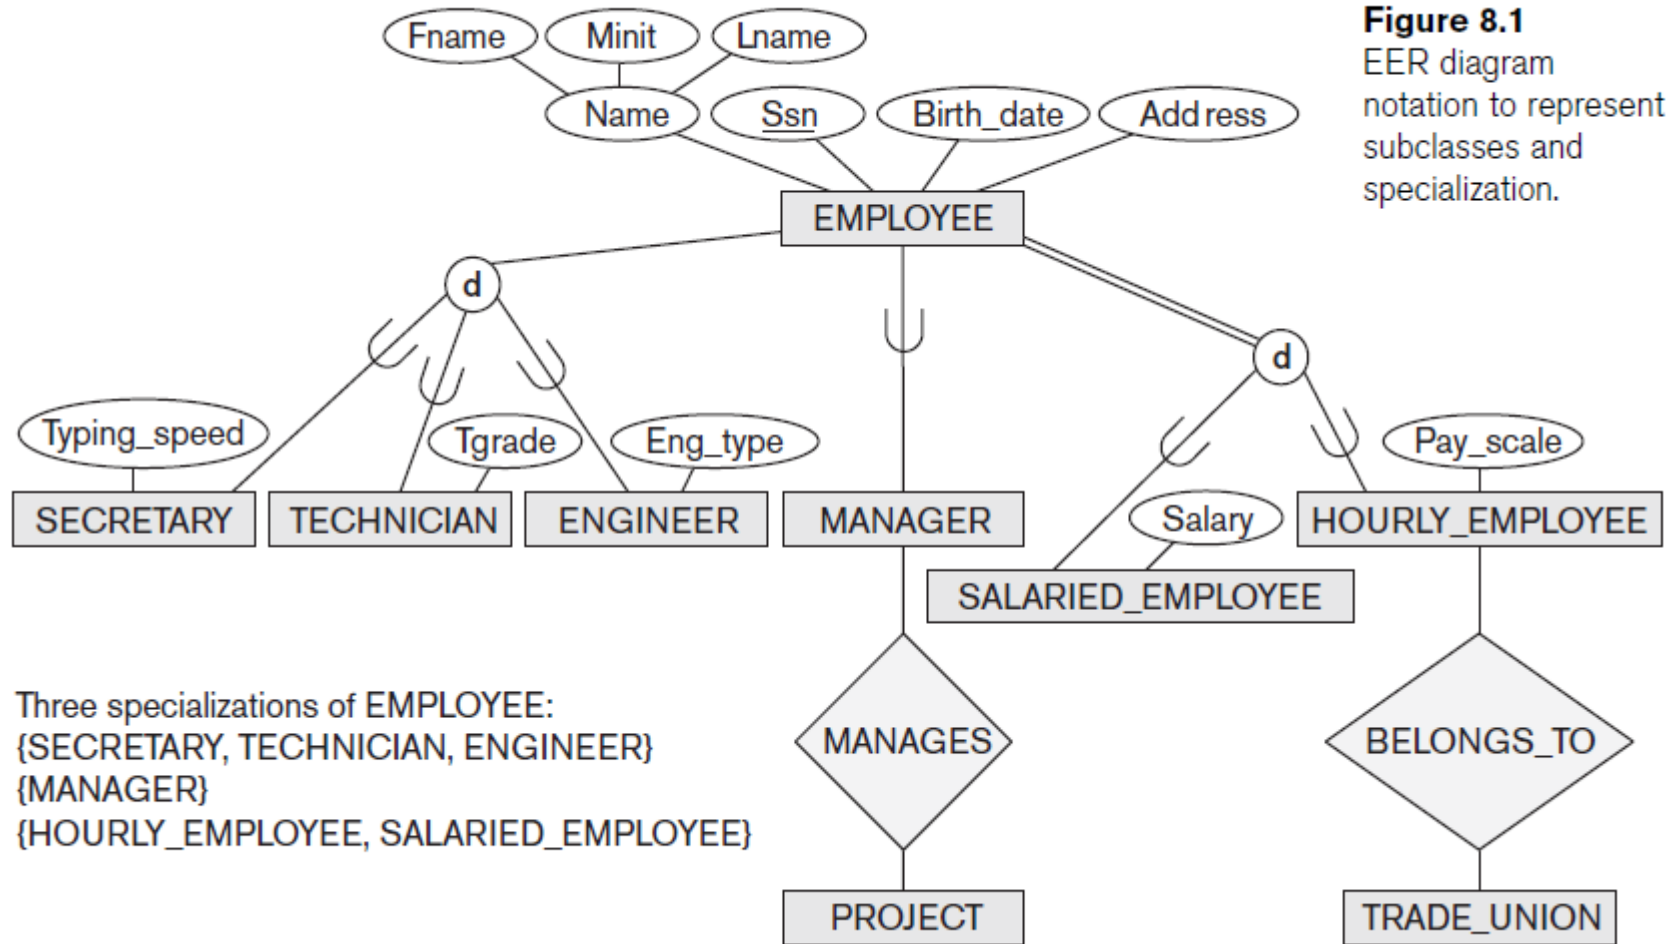 Figure 8.1
EER diagram
notation to represent
subclasses and
specialization.
Fname
Minit
Lname
Name
Ssn
Birth_date
Address
EMPLOYEE
d
d
Typing_speed
Tgrade
Eng_type
Pay_scale
SECRETARY
TECHNICIAN
ENGINEER
MANAGER
Salary
HOURLY_EMPLOYEE
SALARIED_EMPLOYEE
Three specializations of EMPLOYEE:
{SECRETARY, TECHNICIAN, ENGINEER}
{MANAGER}
{HOURLY_EMPLOYEE, SALARIED_EMPLOYEE}
MANAGES
BELONGS_TO
PROJECT
TRADE_UNION